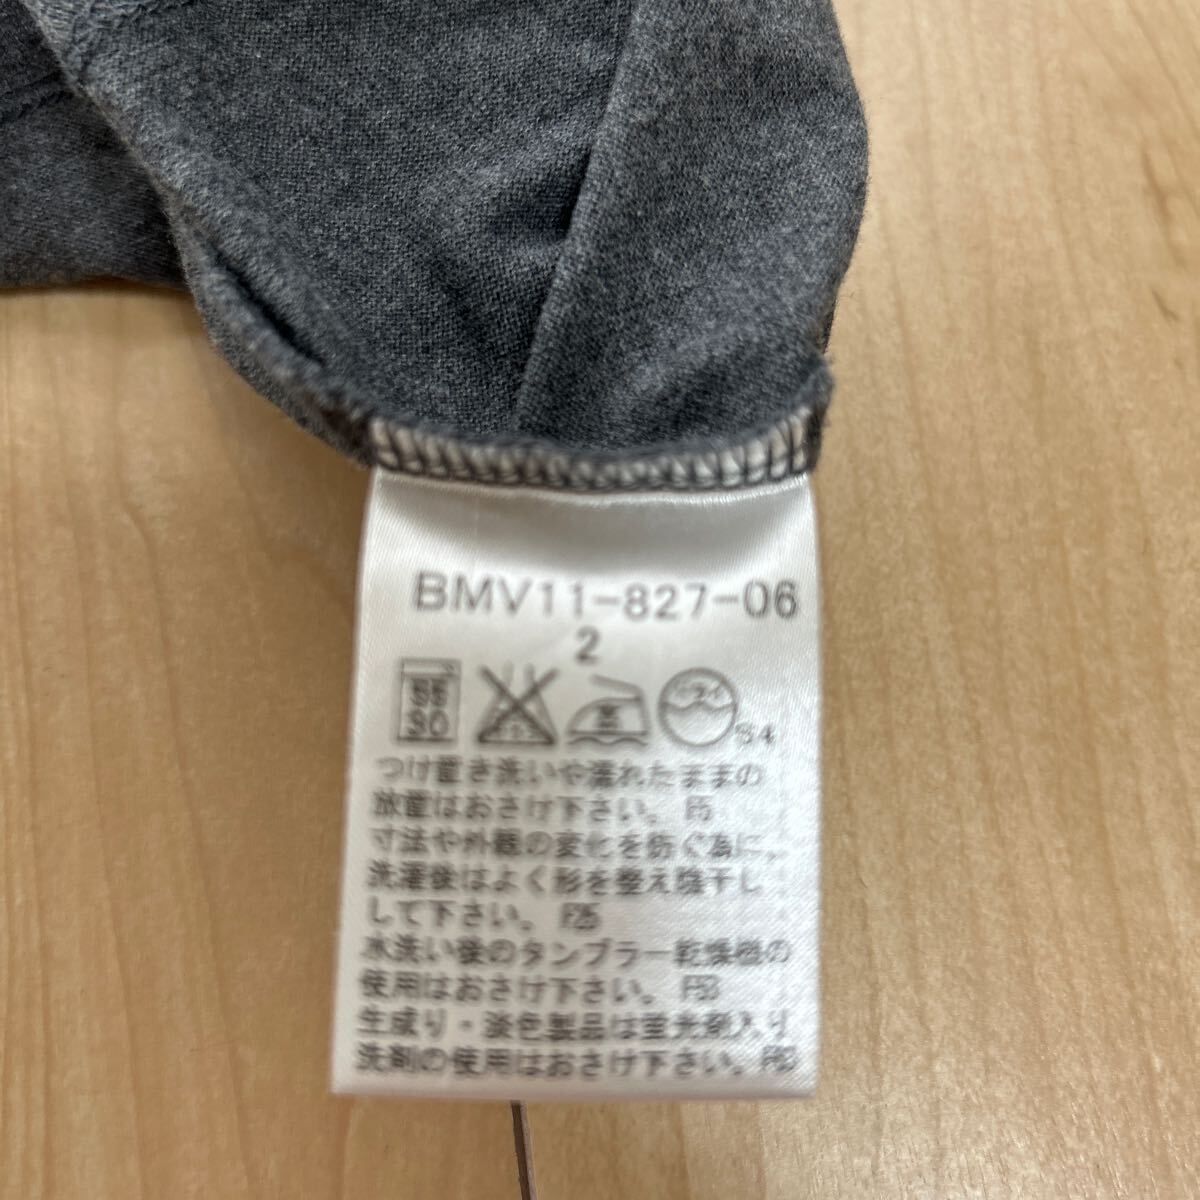 BMV11-827-06
2
30
34
つけ置き洗いや濡れたままの
放置はおさけ下さい。 F5
寸法や外観の変化を防ぐ為に、
洗濯後はよく形を整え陰干し
して下さい。 F25
水洗い後のタンブラー乾燥機の
使用はおさけ下さい。
生成り・淡色製品は蛍光剤入り
洗剤の使用はおさけ下さい。